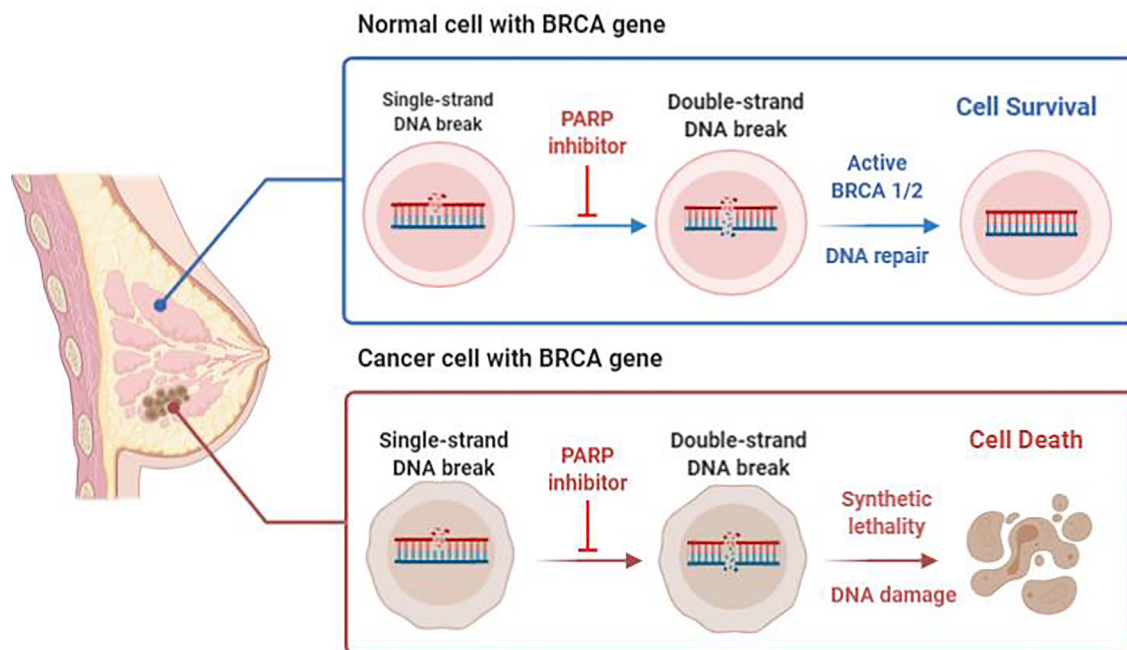 Normal cell with BRCA gene
Single-strand
DNA break
PARP
inhibitor
Double-strand
DNA break
Active
BRCA 1/2
DNA repair
Cell Survival
Cancer cell with BRCA gene
Single-strand
DNA break
PARP
inhibitor
Double-strand
DNA break
Synthetic
lethality
DNA damage
Cell Death